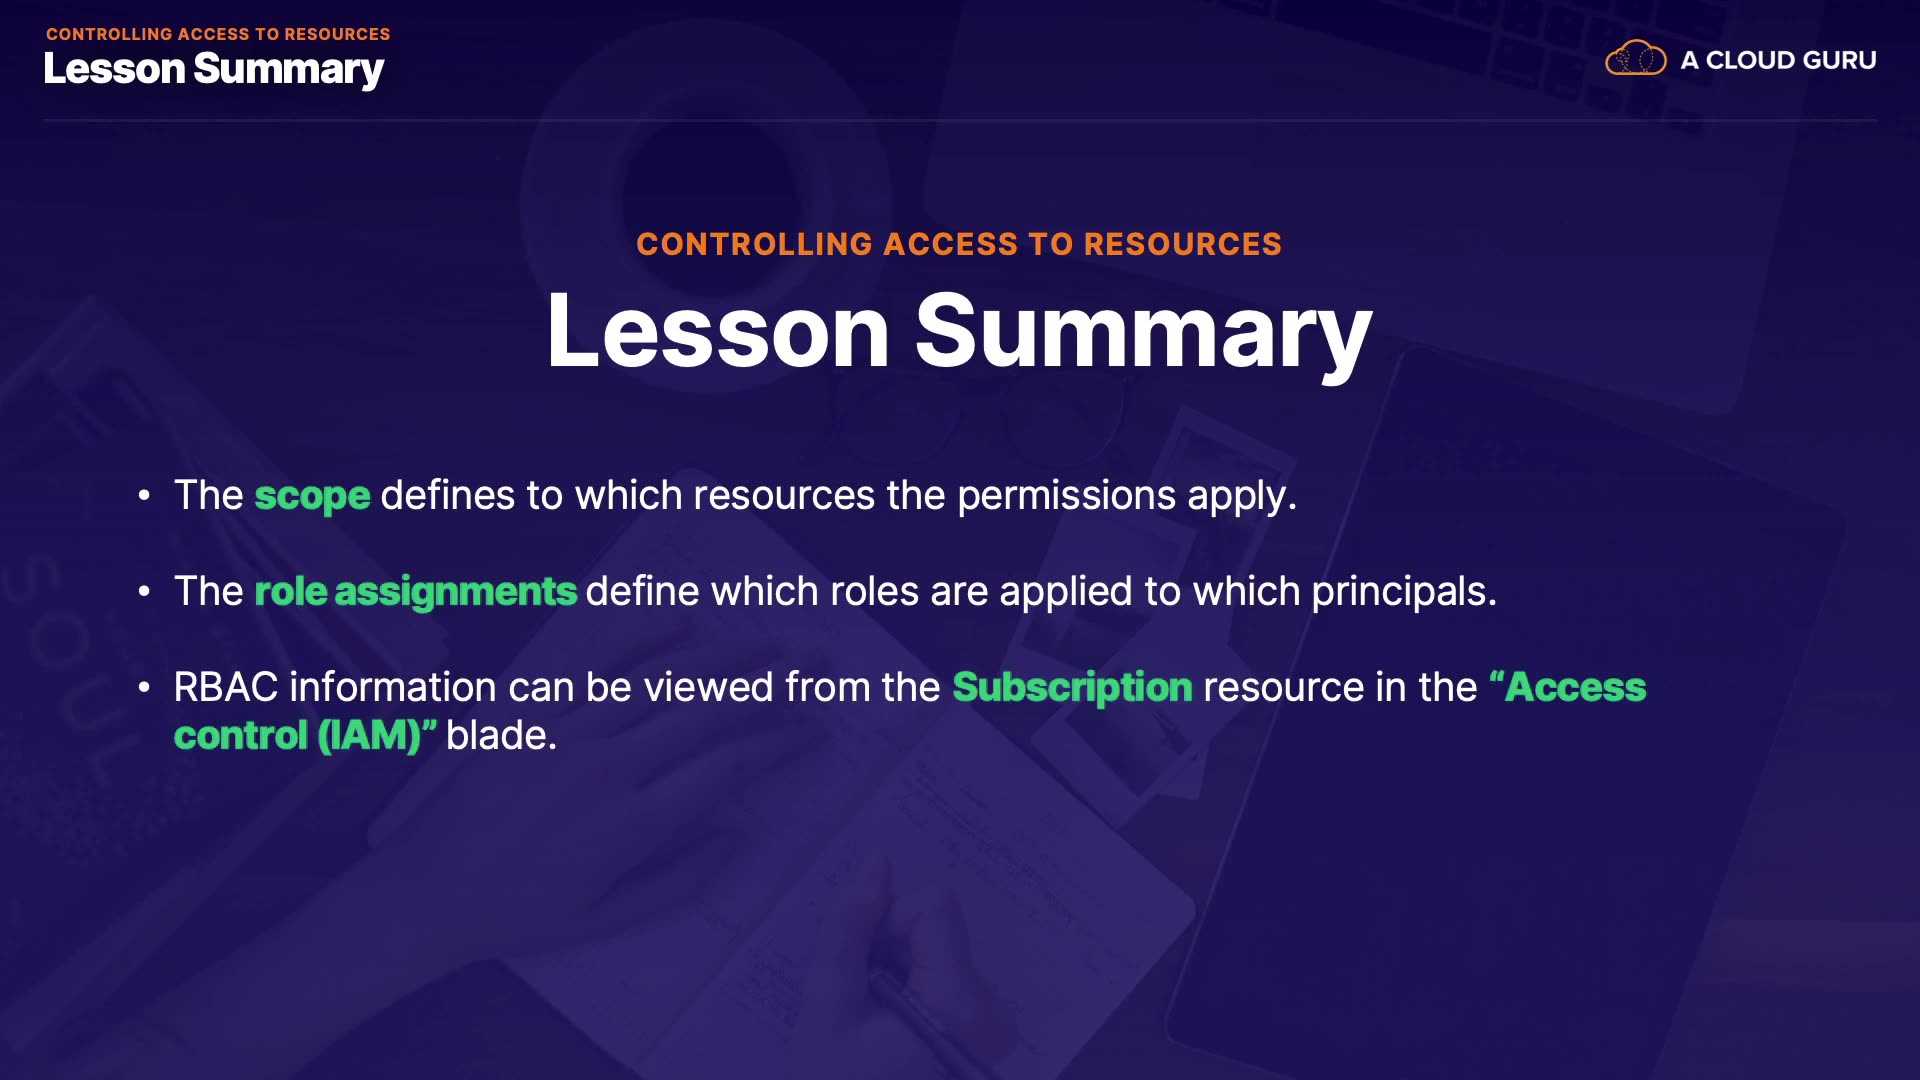 CONTROLLING ACCESS TO RESOURCES
Lesson Summary
A CLOUD GURU
CONTROLLING ACCESS TO RESOURCES
Lesson Summary
• The scope defines to which resources the permissions apply.
• The role assignments define which roles are applied to which principals.
• RBAC information can be viewed from the Subscription resource in the “Access
control (IAM)” blade.
SOUL